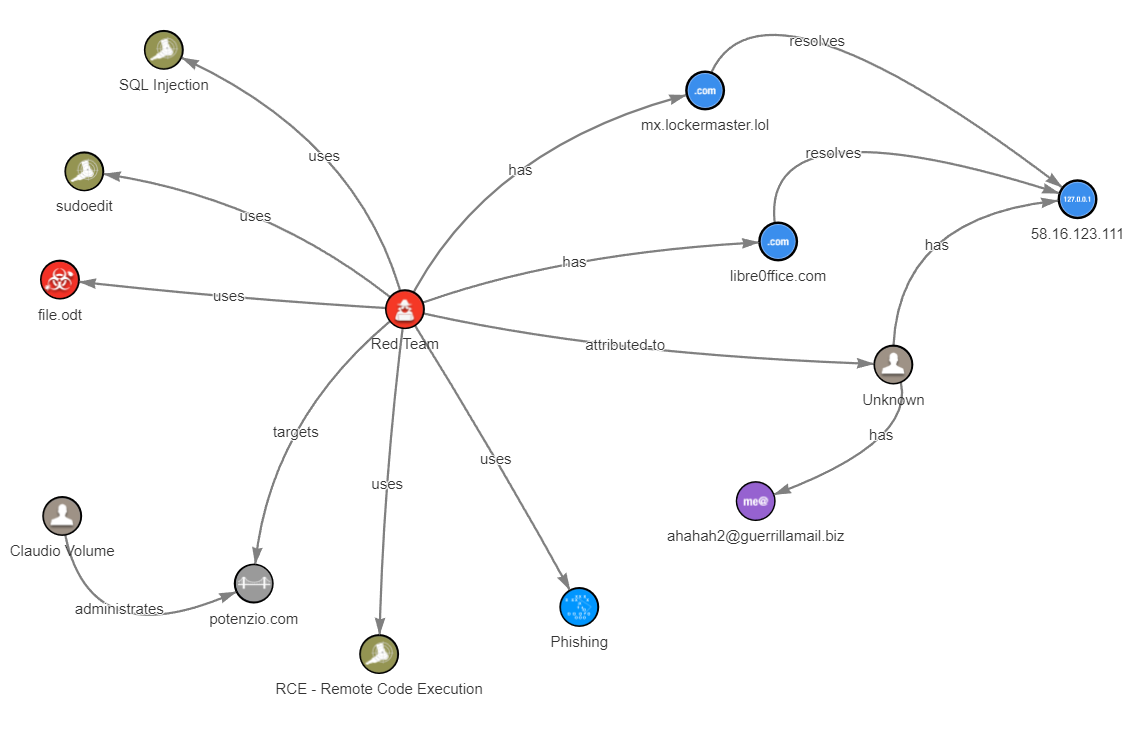 resolves
.com
SQL Injection
mx.lockermaster.lol
uses
resolves
has
127.0.0.1
sudoedit
uses
58.16.123.111
.com
has
has
libre0ffice.com
uses
file.odt
Red Team
attributed-to
Unknown
targets
has
uses
uses
me@
Claudio Volume
ahahah2@guerrillamail.biz
administrates
potenzio.com
Phishing
RCE - Remote Code Execution